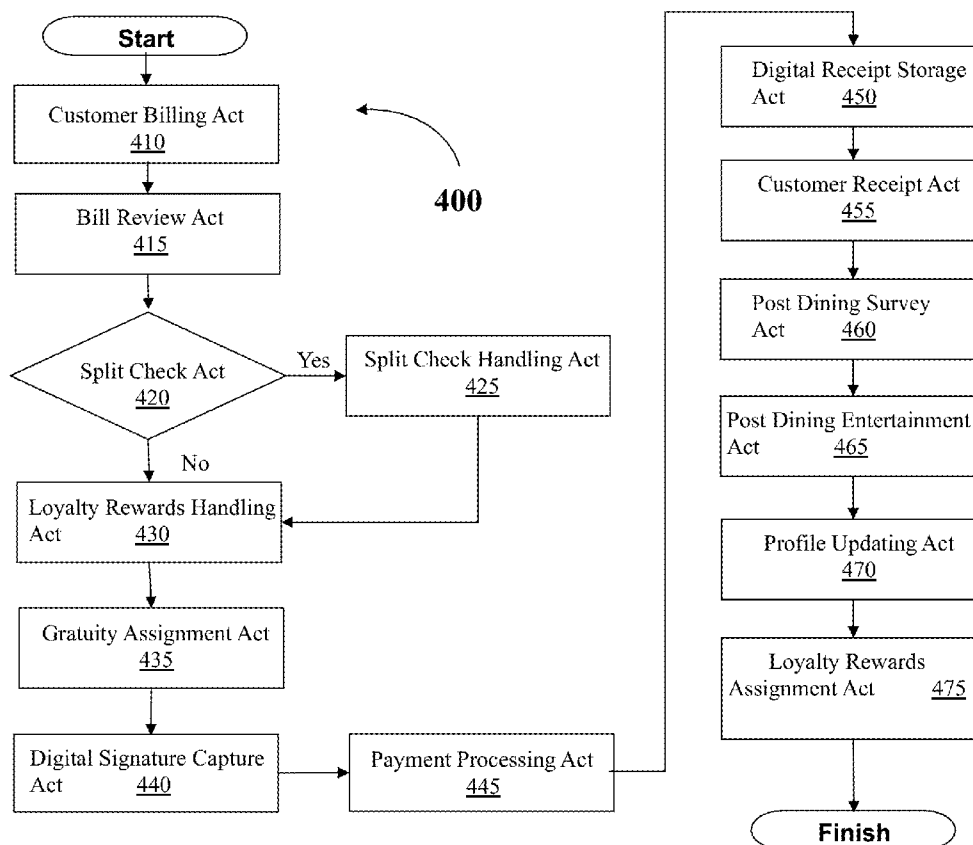 Start
Customer Billing Act
410
Bill Review Act
415
Split Check Act
420
Yes
Split Check Handling Act
425
No
Loyalty Rewards Handling
Act 430
Gratuity Assignment Act
435
Digital Signature Capture
Act 440
Payment Processing Act
445
400
Digital Receipt Storage
Act 450
Customer Receipt Act
455
Post Dining Survey
Act 460
Post Dining Entertainment
Act 465
Profile Updating Act
470
Loyalty Rewards
Assignment Act 475
Finish